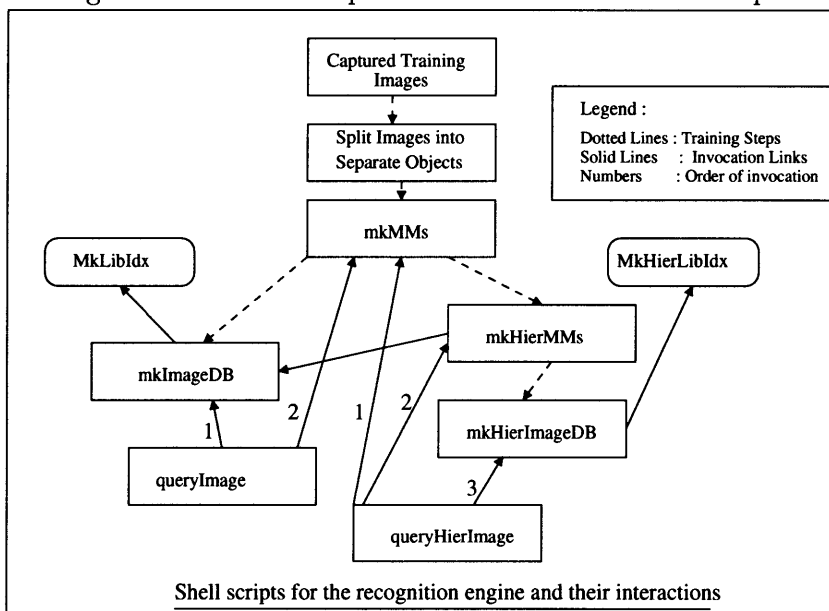 Captured Training
Images
Legend :
Dotted Lines : Training Steps
Solid Lines : Invocation Links
Numbers : Order of invocation
Split Images into
Separate Objects
mkMMs
MkLibIdx
MkHierLibIdx
mkHierMMs
mkImageDB
2
1
2
1
mkHierImageDB
queryImage
3
queryHierImage
Shell scripts for the recognition engine and their interactions